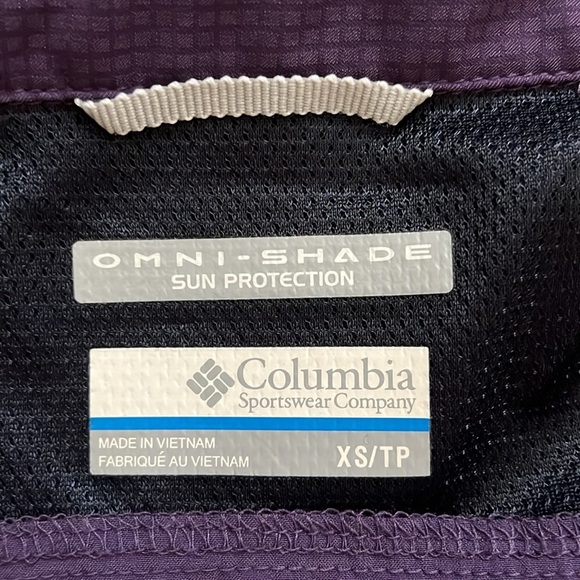 OMNI-SHADE
SUN PROTECTION
Columbia
Sportswear Company
MADE IN VIETNAM
FABRIQUÉ AU VIETNAM
XS/TP